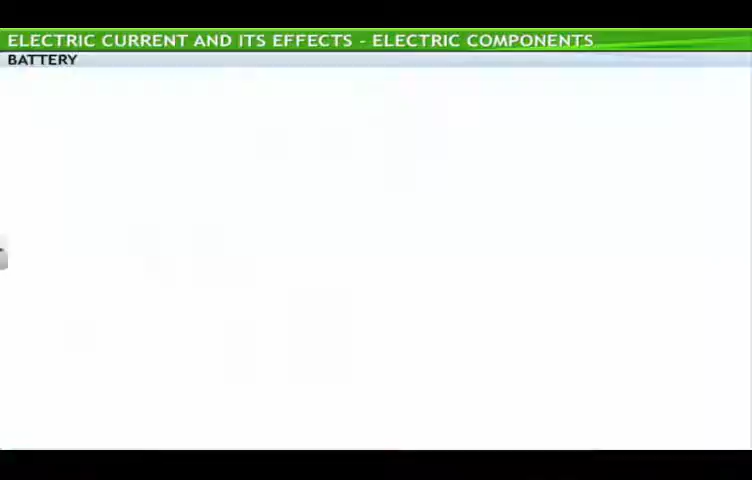 ELECTRIC CURRENT AND ITS EFFECTS - ELECTRIC COMPONENTS
BATTERY